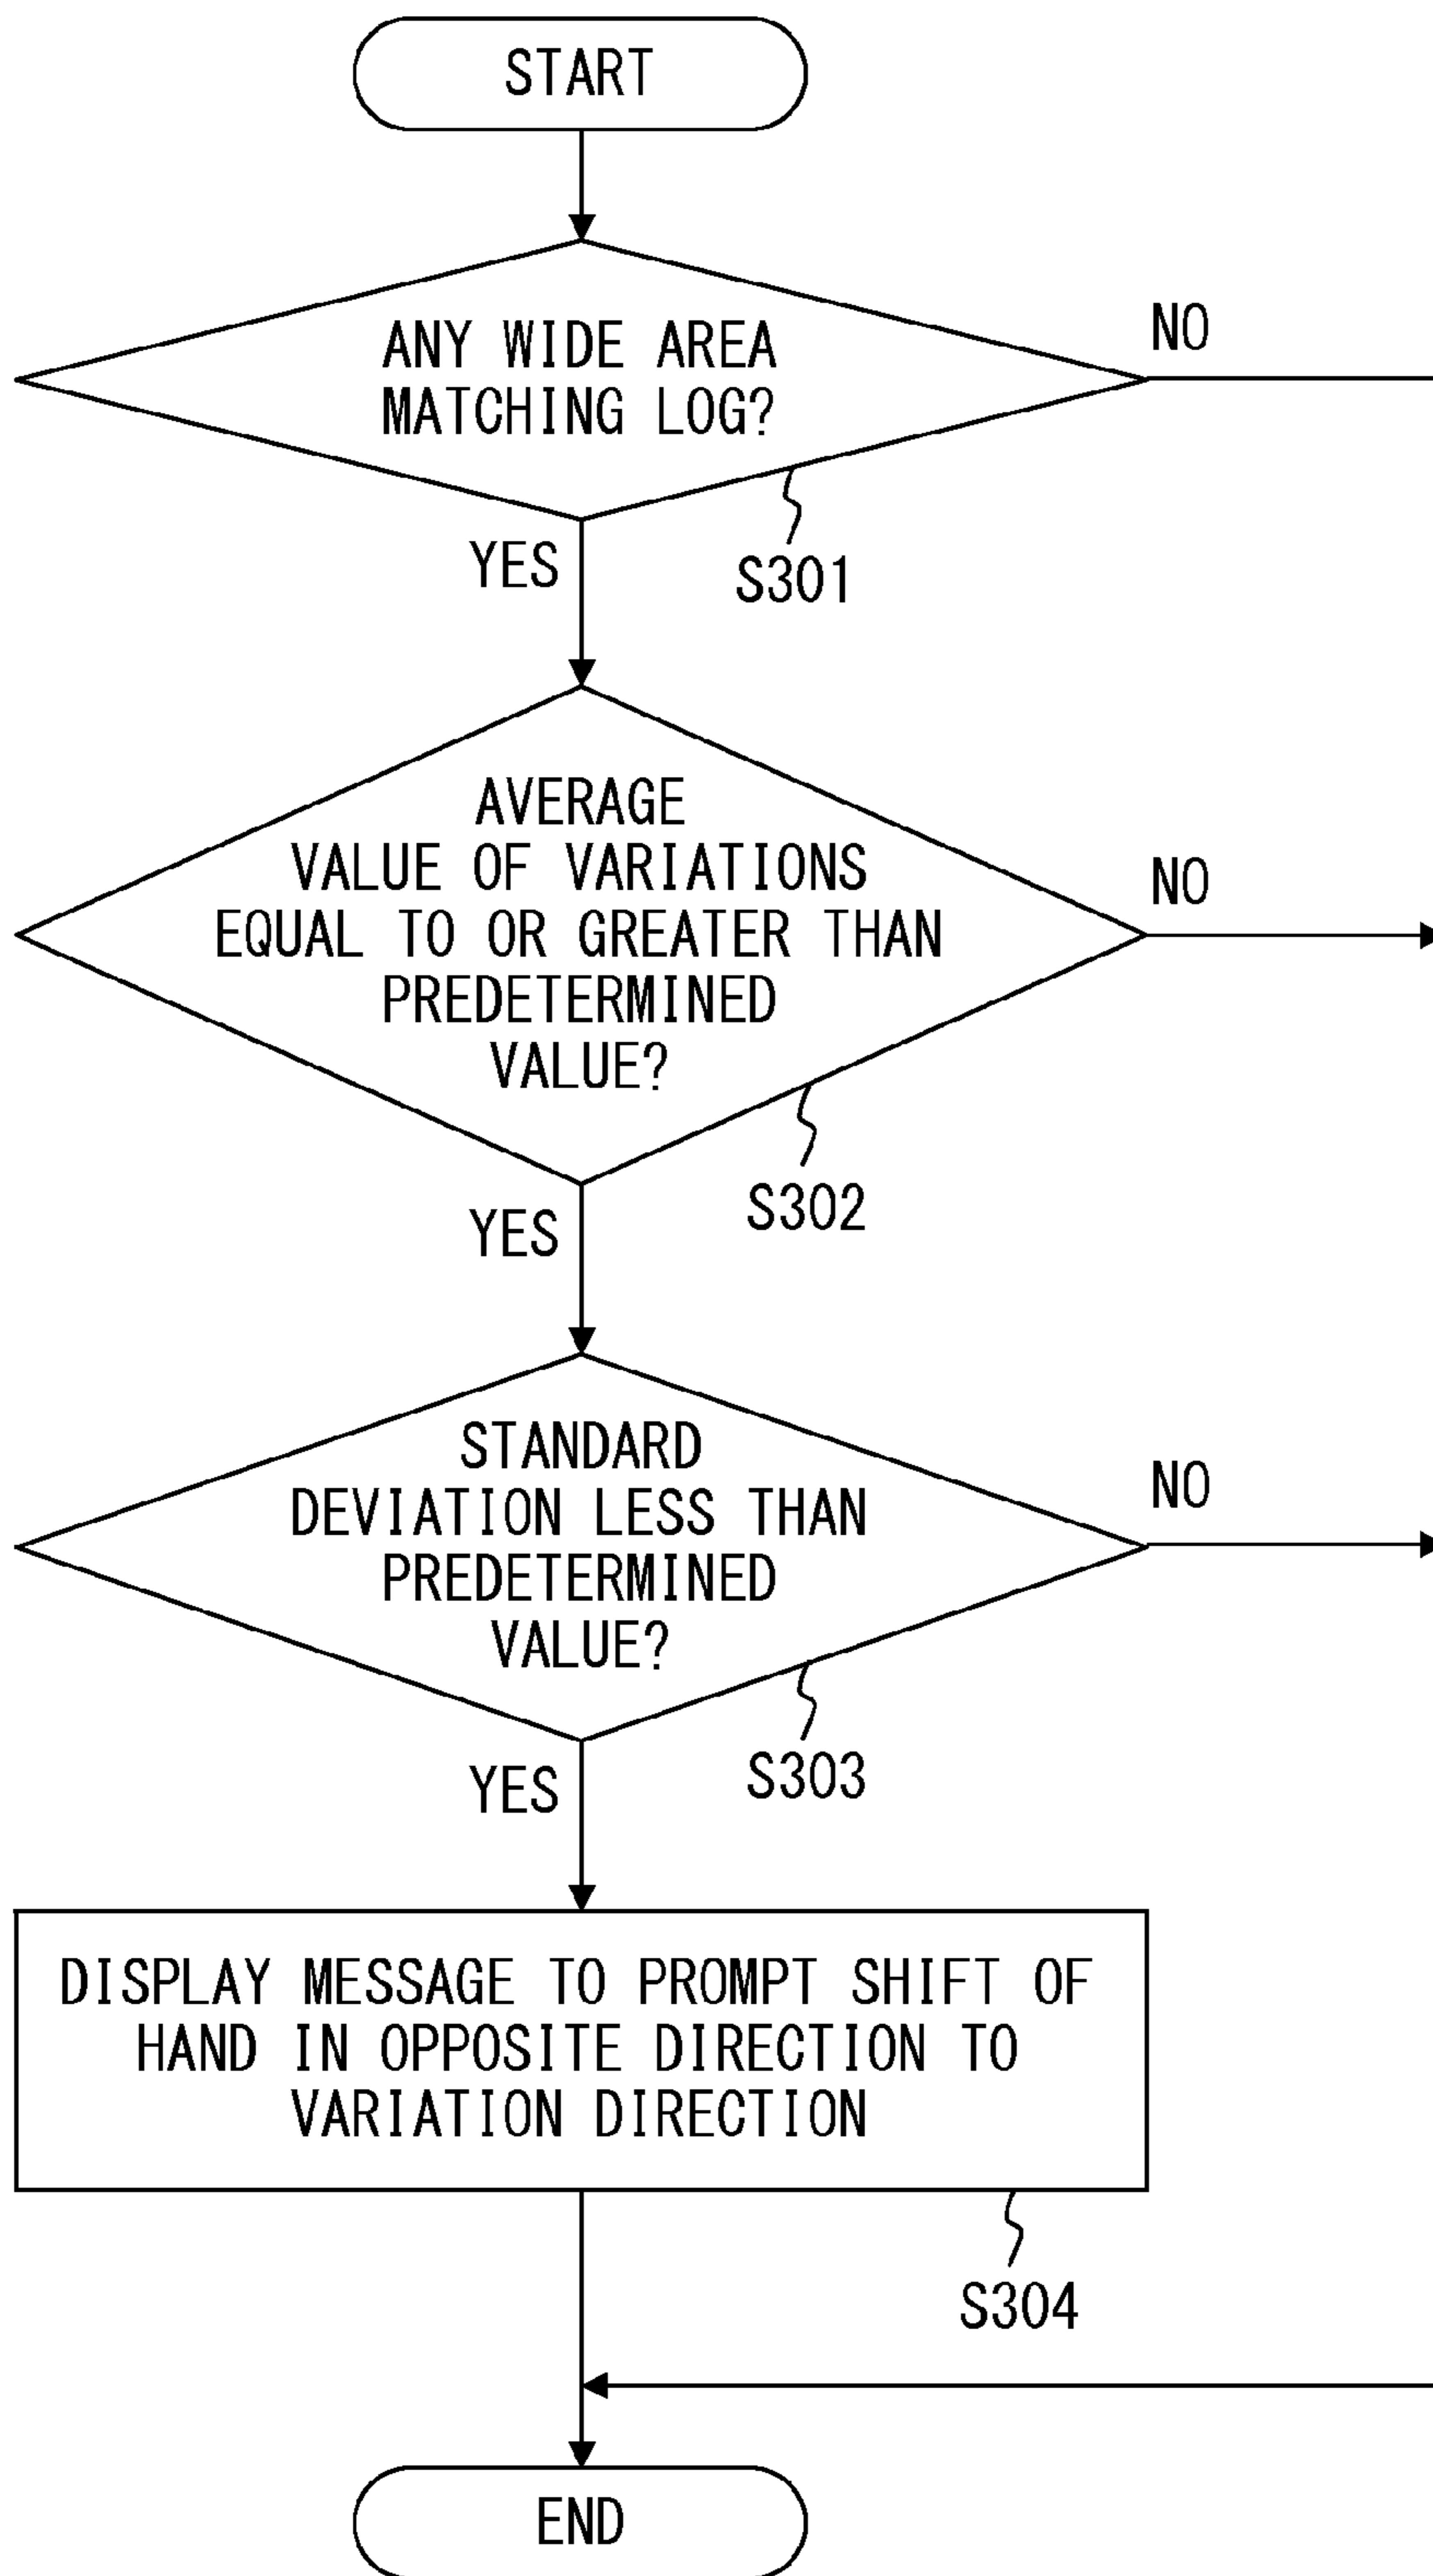 START
ANY WIDE AREA
MATCHING LOG?
NO
YES
S301
AVERAGE
VALUE OF VARIATIONS
EQUAL TO OR GREATER THAN
PREDETERMINED
VALUE?
NO
YES
S302
STANDARD
DEVIATION LESS THAN
PREDETERMINED
VALUE?
NO
YES
S303
DISPLAY MESSAGE TO PROMPT SHIFT OF
HAND IN OPPOSITE DIRECTION TO
VARIATION DIRECTION
S304
END